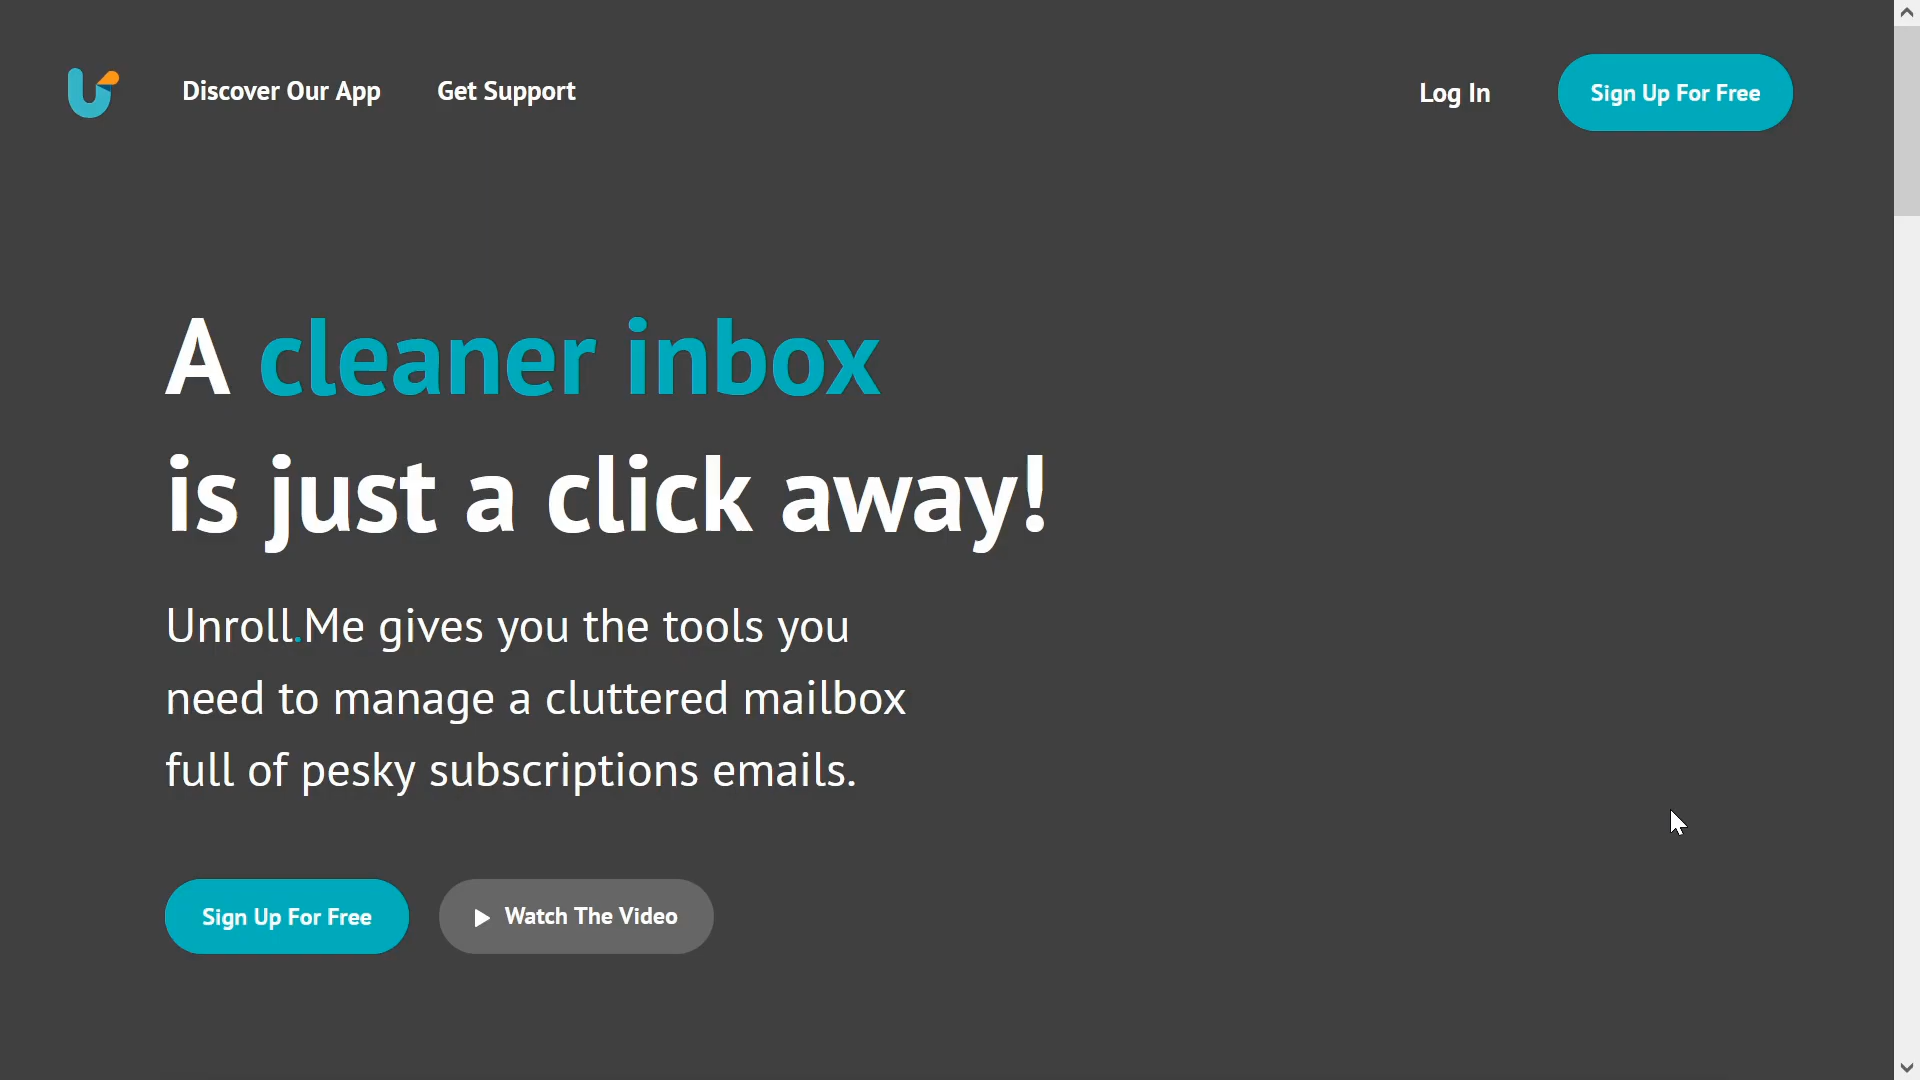 Discover Our App
Get Support
Log In
Sign Up For Free
A cleaner inbox
is just a click away!
Unroll.Me gives you the tools you
need to manage a cluttered mailbox
full of pesky subscriptions emails.
Sign Up For Free
Watch The Video